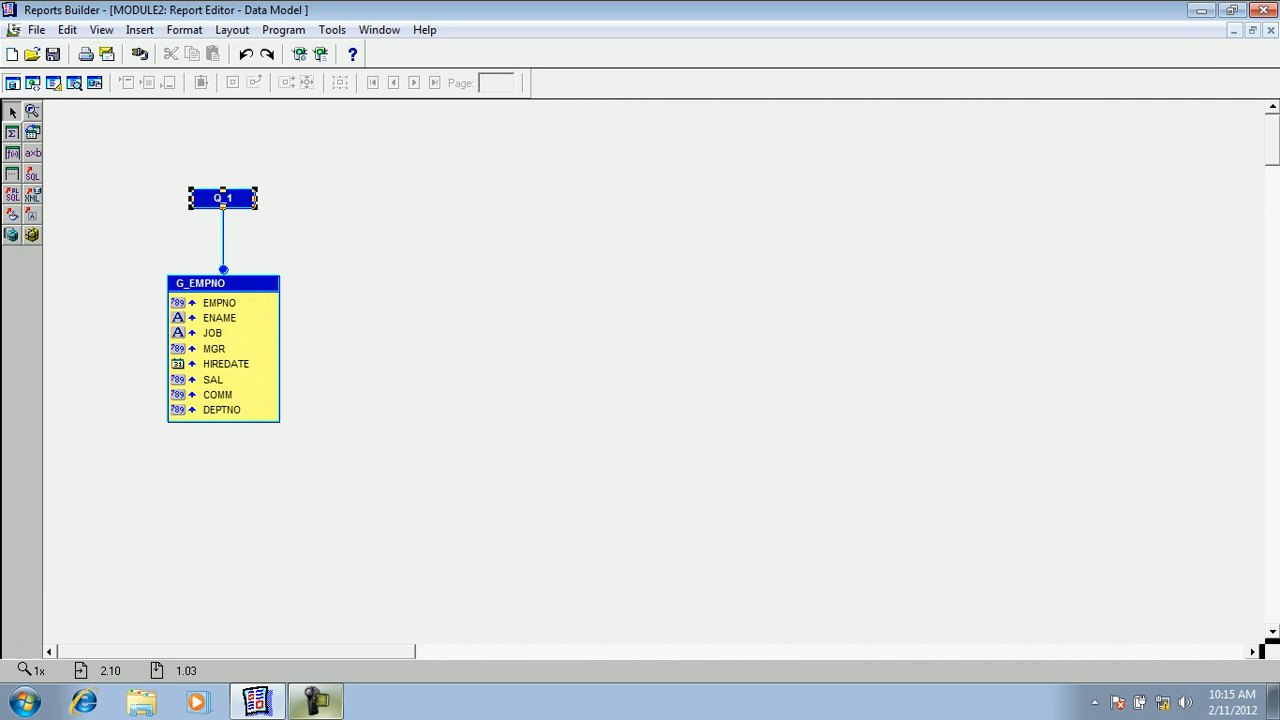 Reports Builder - [MODULE2: Report Editor - Data Model ]
File Edit View Insert Format Layout Program Tools Window Help
Page:
Q_1
G_EMPNO
EMPNO
ENAME
JOB
MGR
HIREDATE
SAL
COMM
DEPTNO
1x 2.10 1.03
10:15 AM
2/11/2012